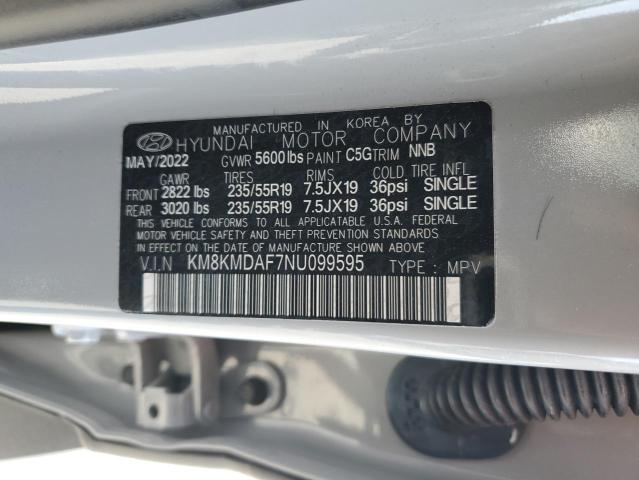 MANUFACTURED IN KOREA BY
HYUNDAI MOTOR COMPANY
MAY/2022 GVWR 5600 lbs PAINT C5G TRIM NNB
GAWR TIRES RIMS COLD TIRE INFL
FRONT 2822 lbs 235/55R19 7.5JX19 36psi SINGLE
REAR 3020 lbs 235/55R19 7.5JX19 36psi SINGLE
THIS VEHICLE CONFORMS TO ALL APPLICABLE U.S.A. FEDERAL
MOTOR VEHICLE SAFETY, BUMPER, AND THEFT
PREVENTION STANDARDS IN EFFECT ON THE DATE OF
MANUFACTURE SHOWN ABOVE.
V.I.N KM8KMDAF7NU099595 TYPE : MPV